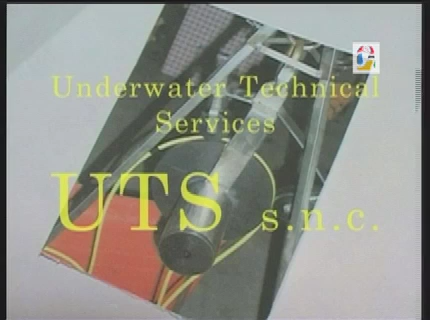 Underwater Technical
Services
UTS s.n.c.